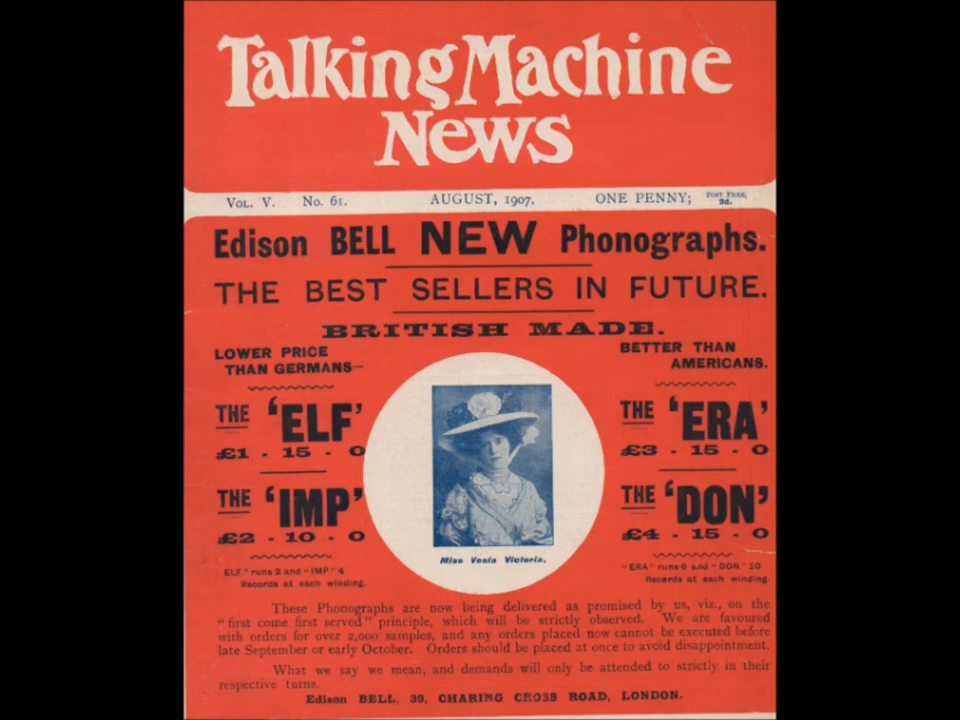 Talking Machine
News
VOL. V. No. 61. AUGUST, 1907. ONE PENNY; POST FREE, 2d.
Edison BELL NEW Phonographs.
THE BEST SELLERS IN FUTURE.
BRITISH MADE.
LOWER PRICE
THAN GERMANS—
THE 'ELF'
£1 - 15 - 0
THE 'IMP'
£2 - 10 - 0
ELF" runs 3 and "IMP" 4
Records at each winding.
BETTER THAN
AMERICANS.
THE 'ERA'
£3 - 15 - 0
THE 'DON'
£4 - 15 - 0
"ERA" runs 6 and "DON" 10
Records at each winding.
Miss Vesta Victoria.
These Phonographs are now being delivered as promised by us, viz., on the
"first come first served" principle, which will be strictly observed. We are favoured
with orders for over 2,000 samples, and any orders placed now cannot be executed before
late September or early October. Orders should be placed at once to avoid disappointment.
What we say we mean, and demands will only be attended to strictly in their
respective turns.
Edison BELL, 39, CHARING CROSS ROAD, LONDON.